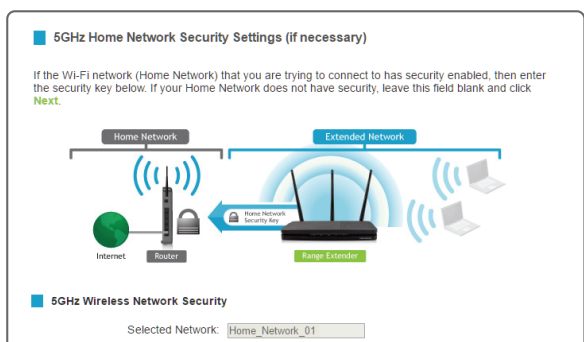 5GHz Home Network Security Settings (if necessary)
If the Wi-Fi network (Home Network) that you are trying to connect to has security enabled, then enter
the security key below. If your Home Network does not have security, leave this field blank and click
Next.
Home Network
Extended Network
Home Network
Security Key
Internet
Router
Range Extender
5GHz Wireless Network Security
Selected Network: Home_Network_01